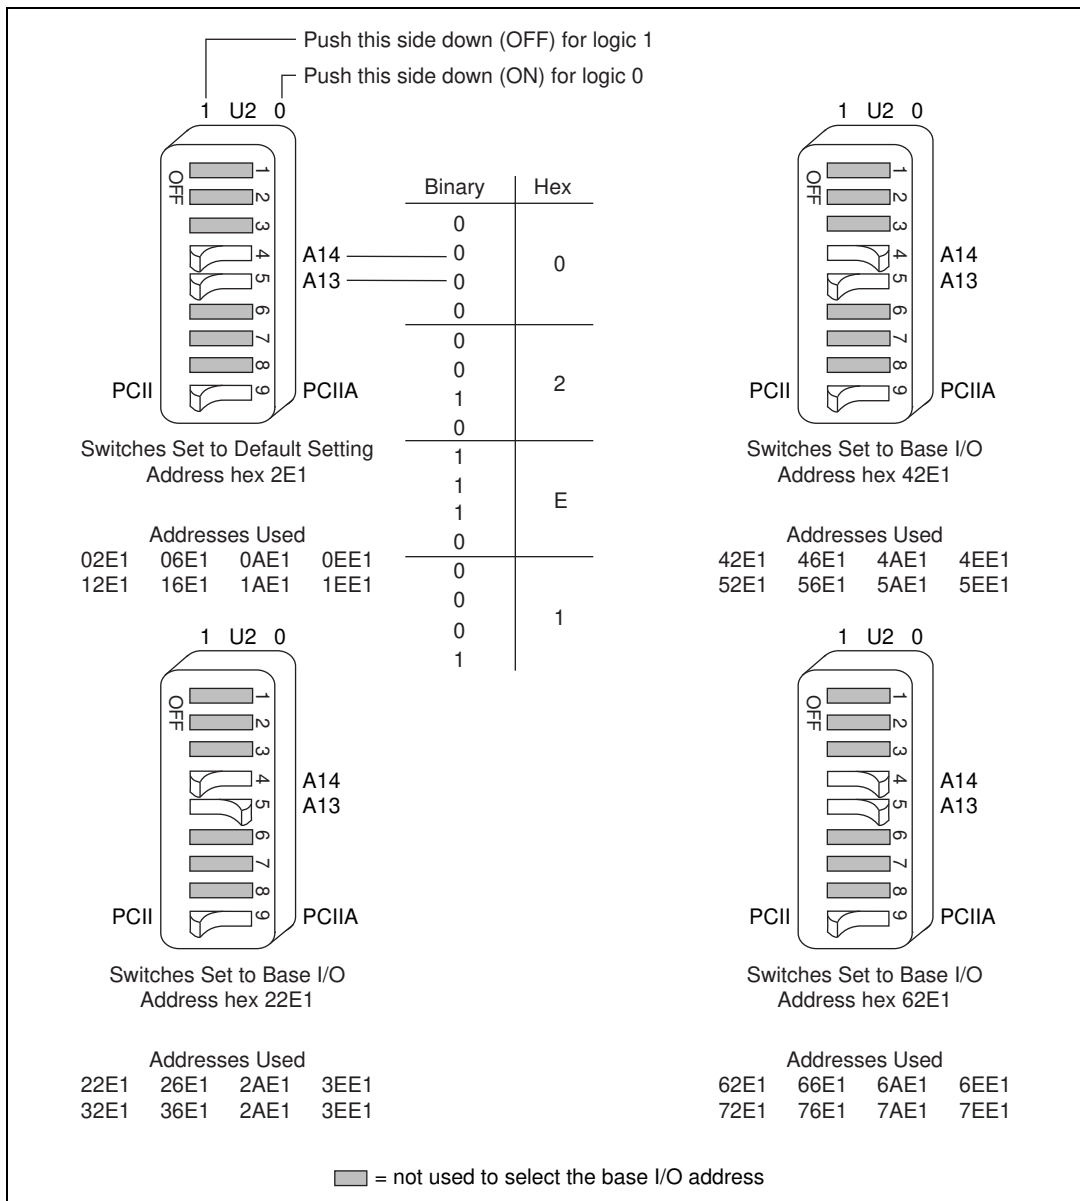 Push this side down (OFF) for logic 1
Push this side down (ON) for logic 0
1 U2 0
OFF
1
2
3
4
5
6
7
8
9
A14
A13
PCII
PCIIA
Switches Set to Default Setting
Address hex 2E1
Addresses Used
02E1 06E1 0AE1 0EE1
12E1 16E1 1AE1 1EE1
Binary Hex
0
0
0
0
0
0
0
1
0
2
1
1
1
0
E
0
0
0
1
1
1 U2 0
OFF
1
2
3
4
5
6
7
8
9
A14
A13
PCII
PCIIA
Switches Set to Base I/O
Address hex 42E1
Addresses Used
42E1 46E1 4AE1 4EE1
52E1 56E1 5AE1 5EE1
1 U2 0
OFF
1
2
3
4
5
6
7
8
9
A14
A13
PCII
PCIIA
Switches Set to Base I/O
Address hex 22E1
Addresses Used
22E1 26E1 2AE1 3EE1
32E1 36E1 2AE1 3EE1
1 U2 0
OFF
1
2
3
4
5
6
7
8
9
A14
A13
PCII
PCIIA
Switches Set to Base I/O
Address hex 62E1
Addresses Used
62E1 66E1 6AE1 6EE1
72E1 76E1 7AE1 7EE1
= not used to select the base I/O address